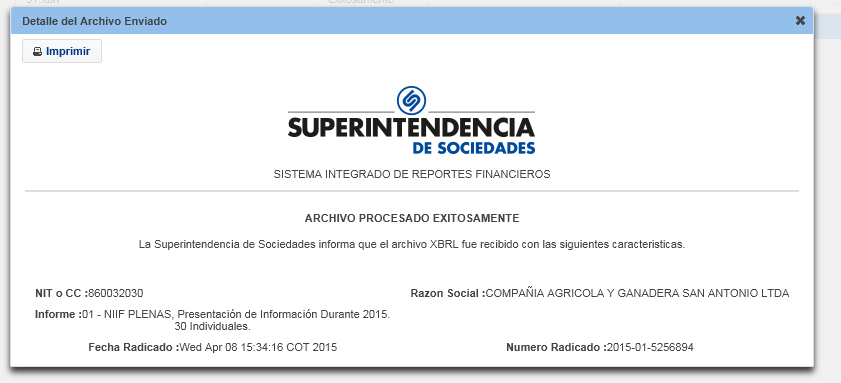 Detalle del Archivo Enviado
Imprimir
SUPERINTENDENCIA
DE SOCIEDADES
SISTEMA INTEGRADO DE REPORTES FINANCIEROS
ARCHIVO PROCESADO EXITOSAMENTE
La Superintendencia de Sociedades informa que el archivo XBRL fue recibido con las siguientes caracteristicas.
NIT o CC :860032030 Razon Social :COMPAÑIA AGRICOLA Y GANADERA SAN ANTONIO LTDA
Informe :01 - NIIF PLENAS, Presentación de Información Durante 2015.
30 Individuales.
Fecha Radicado :Wed Apr 08 15:34:16 COT 2015 Numero Radicado :2015-01-5256894